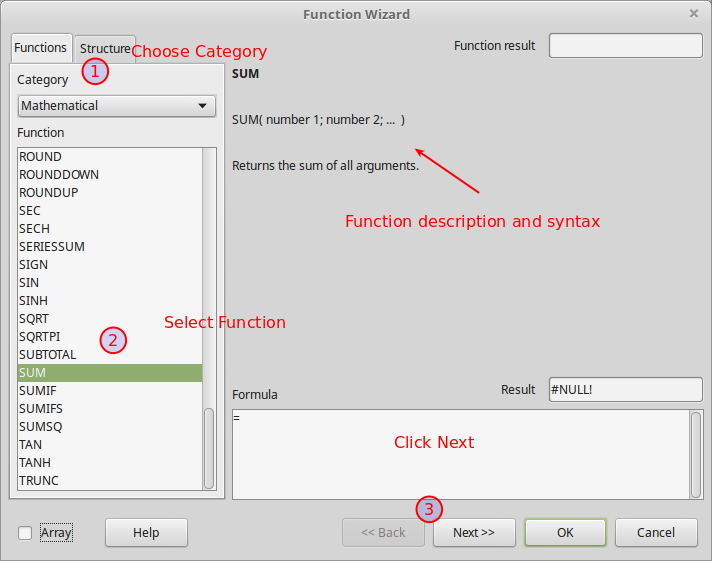 Function Wizard
Functions
Structure
Choose Category
Function result
1
Category
Mathematical
SUM
SUM( number 1; number 2; ... )
Returns the sum of all arguments.
Function description and syntax
Function
ROUND
ROUNDDOWN
ROUNDUP
SEC
SECH
SERIESSUM
SIGN
SIN
SINH
SQRT
SQRTPI
SUBTOTAL
SUM
SUMIF
SUMIFS
SUMSQ
TAN
TANH
TRUNC
2
Select Function
Formula
Result
#NULL!
=
Click Next
3
Array
Help
<< Back
Next >>
OK
Cancel